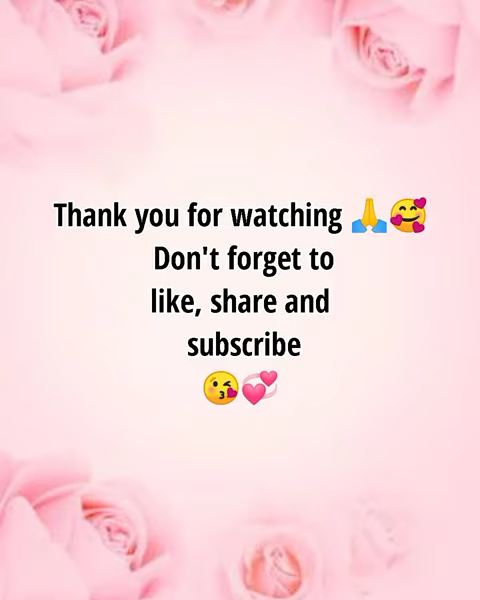 Thank you for watching 🙏🥰
Don't forget to
like, share and
subscribe
😘💞